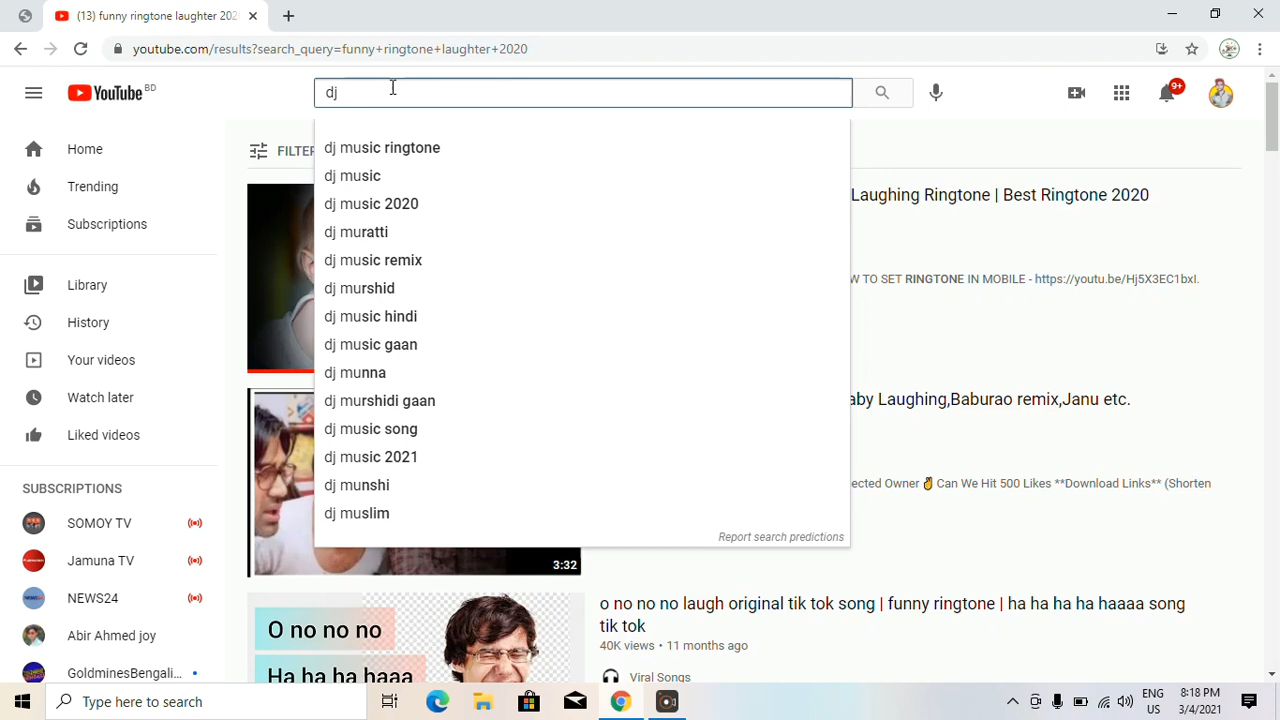 (13) funny ringtone laughter 202
youtube.com/results?search_query=funny+ringtone+laughter+2020
YouTube BD
dj
9+
Home
Trending
Subscriptions
Library
History
Your videos
Watch later
Liked videos
SUBSCRIPTIONS
SOMOY TV
Jamuna TV
NEWS24
Abir Ahmed joy
GoldminesBengali...
FILTER
dj music ringtone
dj music
dj music 2020
dj muratti
dj music remix
dj murshid
dj music hindi
dj music gaan
dj munna
dj murshidi gaan
dj music song
dj music 2021
dj munshi
dj muslim
Report search predictions
Laughing Ringtone | Best Ringtone 2020
OW TO SET RINGTONE IN MOBILE - https://youtu.be/Hj5X3EC1bxI.
aby Laughing,Baburao remix,Janu etc.
ected Owner ✌ Can We Hit 500 Likes **Download Links** (Shorten
3:32
O no no no
Ha ha ha haaa
o no no no laugh original tik tok song | funny ringtone | ha ha ha ha haaaa song
tik tok
40K views • 11 months ago
Viral Songs
Type here to search
ENG
US
8:18 PM
3/4/2021